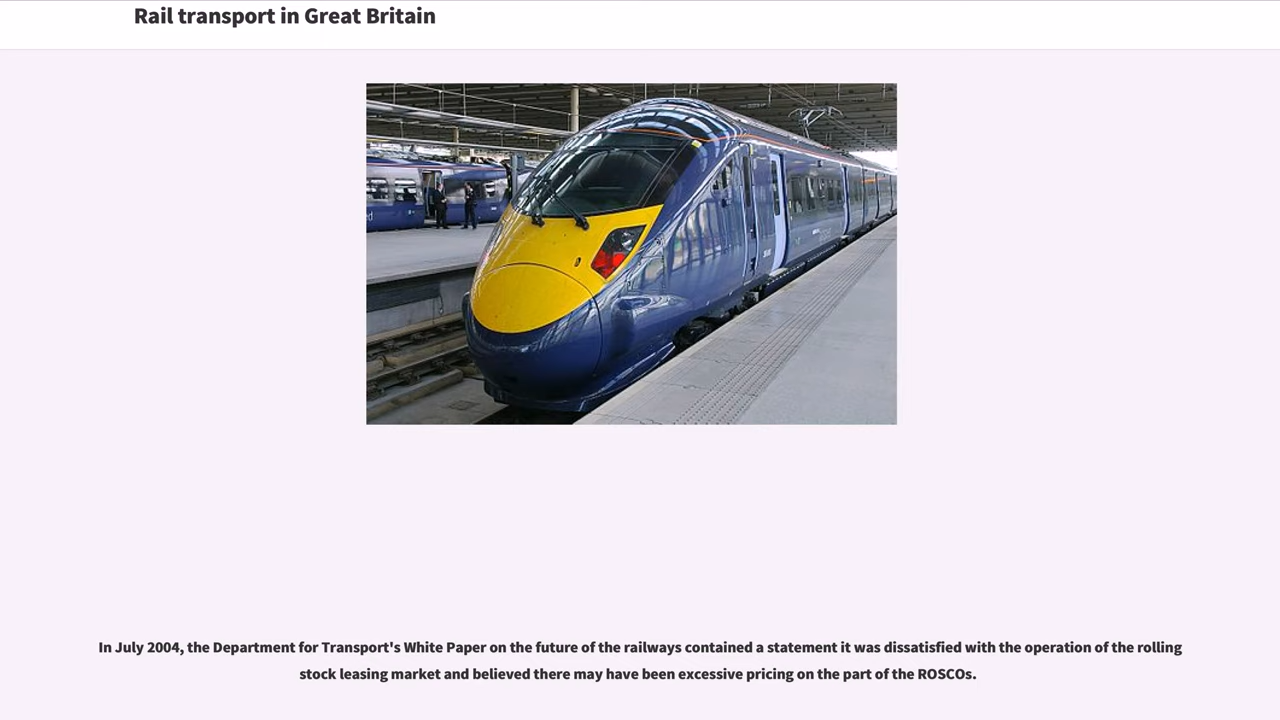 Rail transport in Great Britain
In July 2004, the Department for Transport's White Paper on the future of the railways contained a statement it was dissatisfied with the operation of the rolling
stock leasing market and believed there may have been excessive pricing on the part of the ROSCOs.